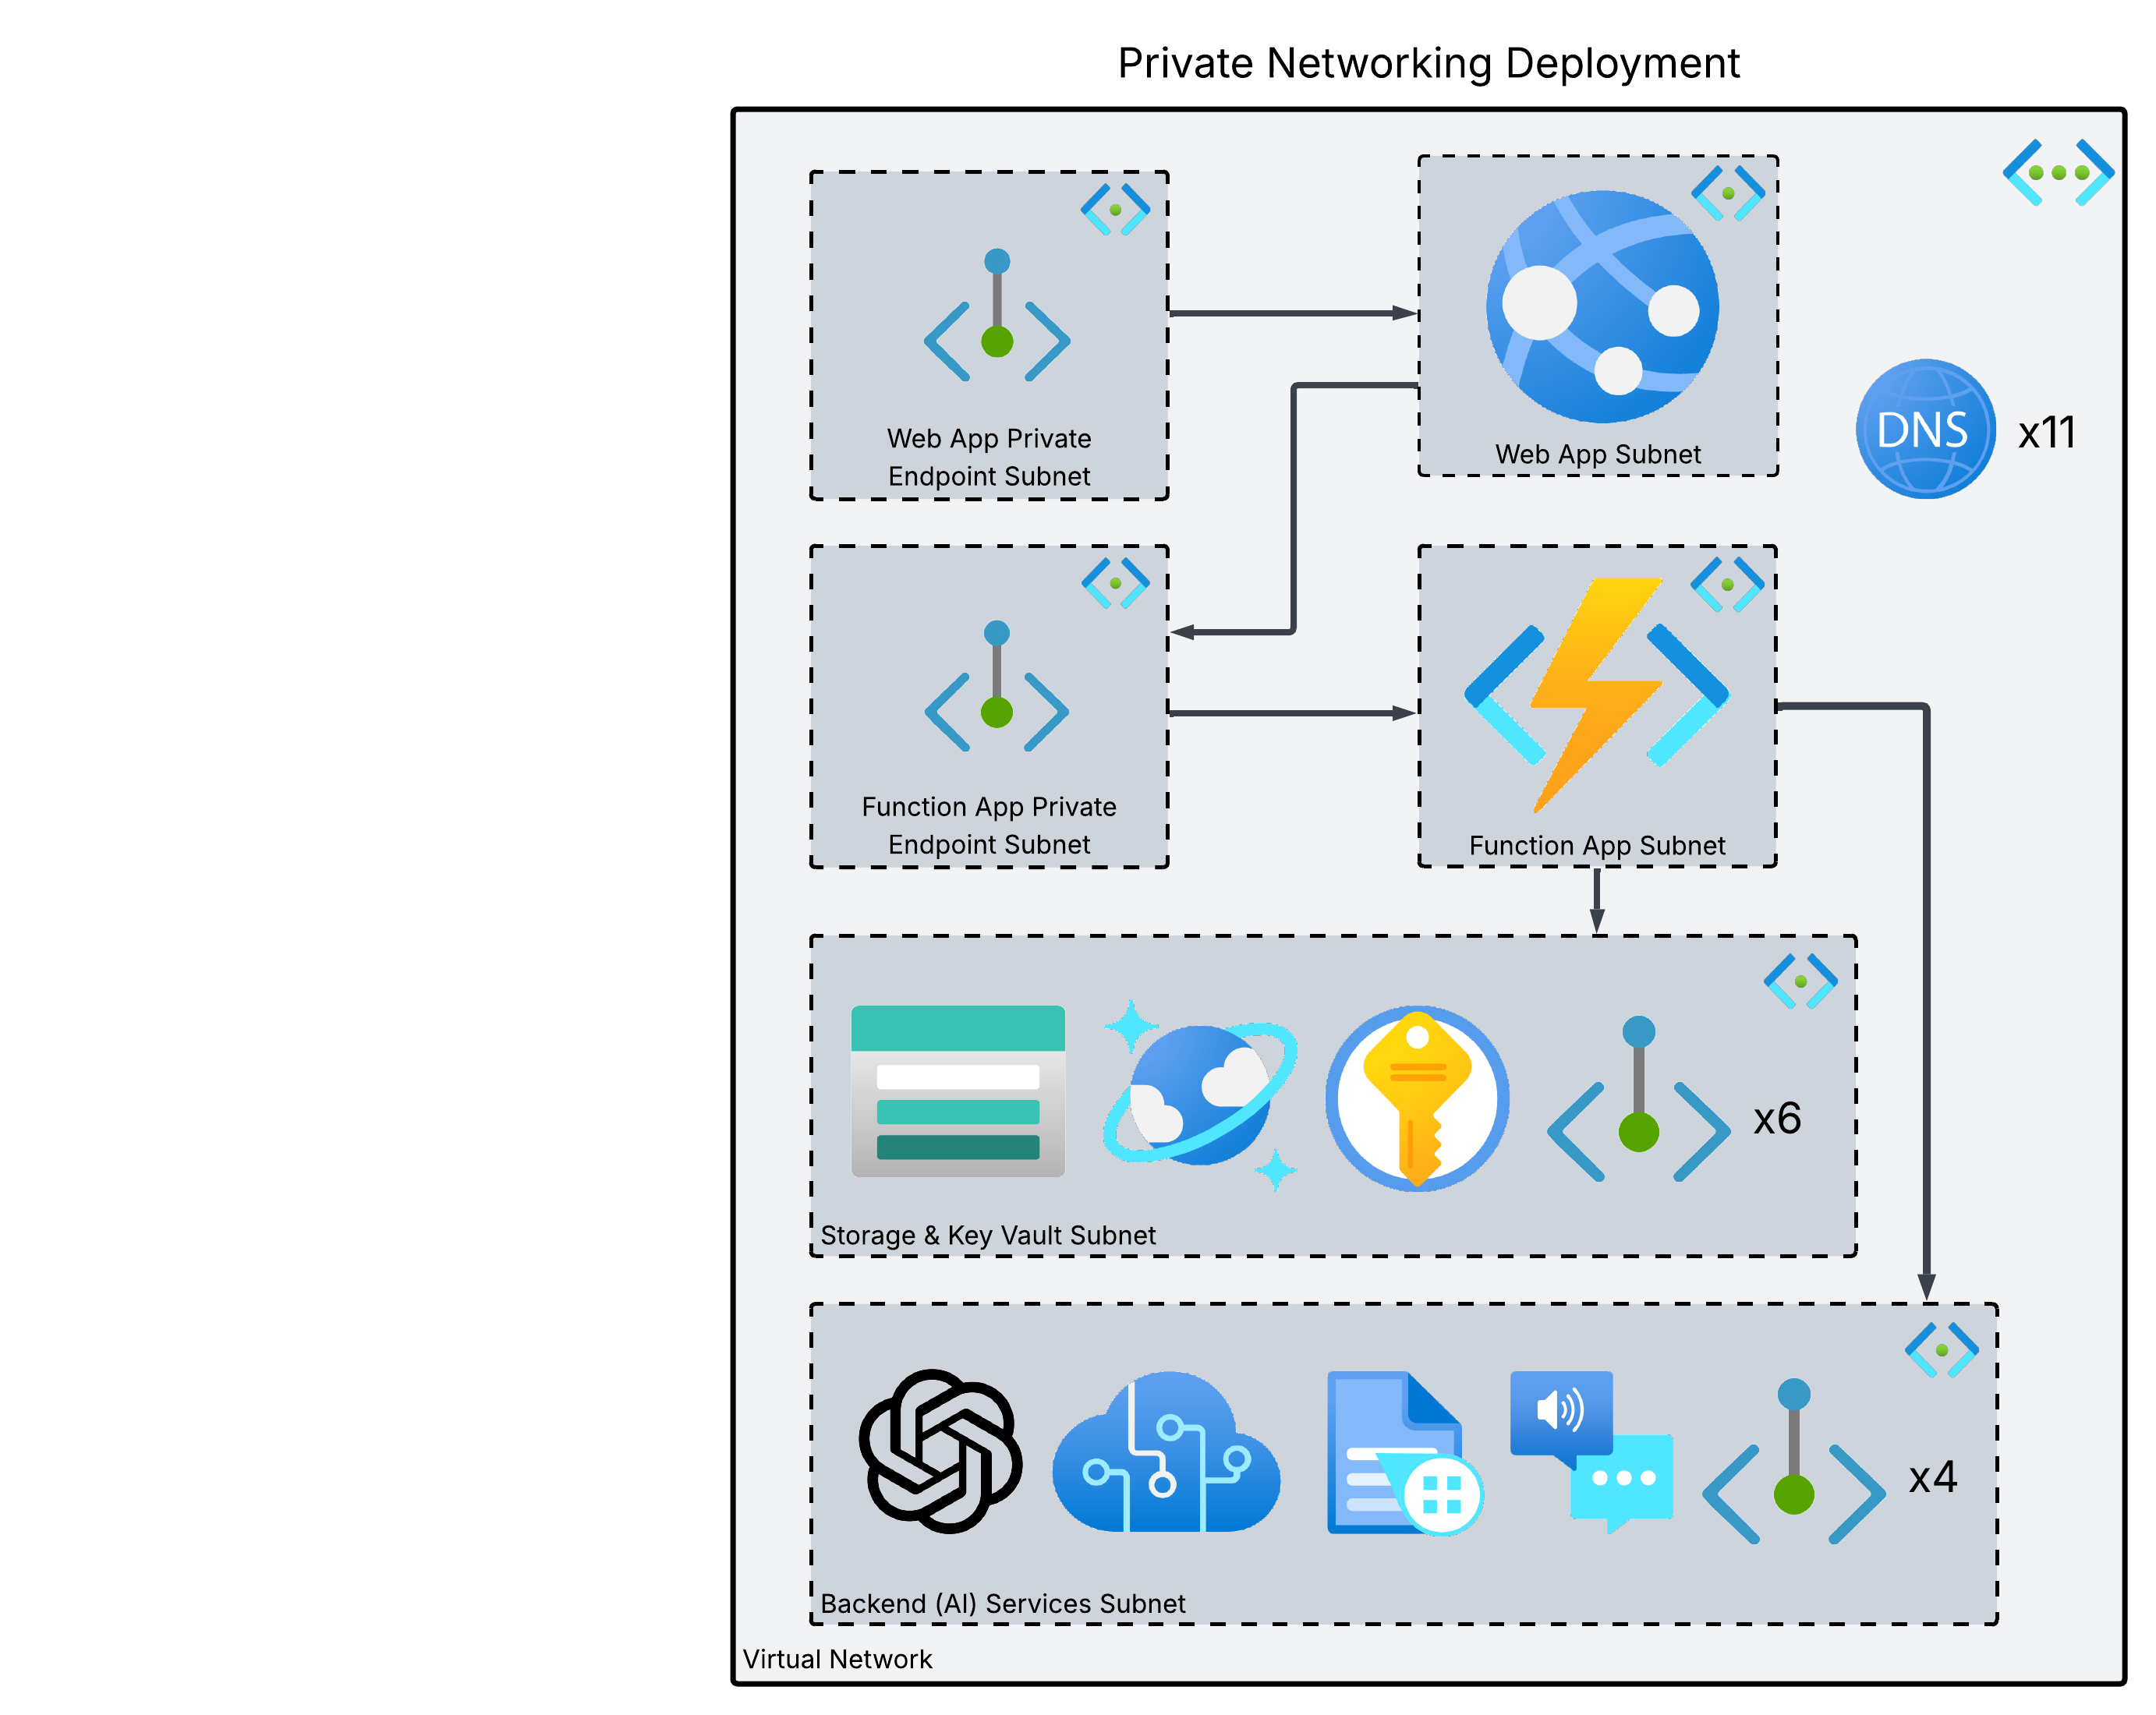 Private Networking Deployment
Web App Private
Endpoint Subnet
Web App Subnet
DNS
x11
Function App Private
Endpoint Subnet
Function App Subnet
x6
Storage & Key Vault Subnet
x4
Backend (AI) Services Subnet
Virtual Network